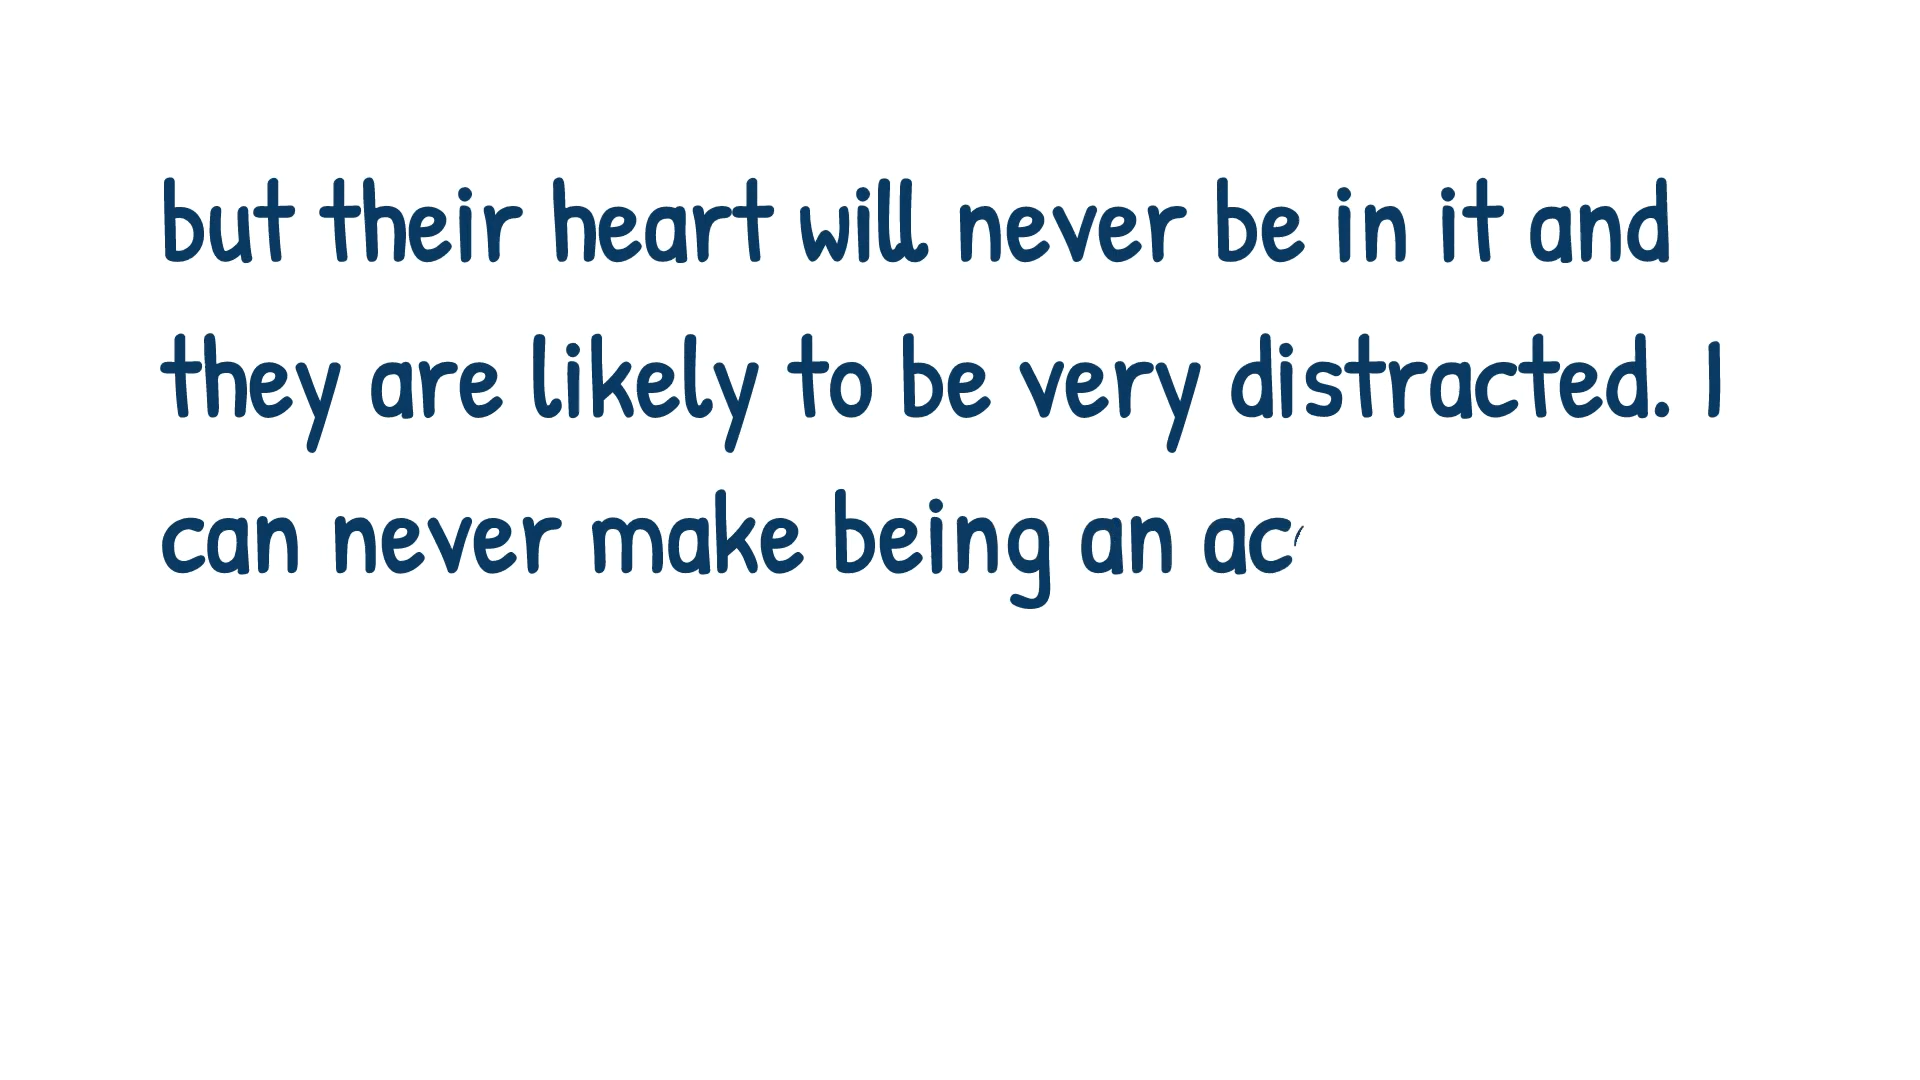 but their heart will never be in it and
they are likely to be very distracted. I
can never make being an ac